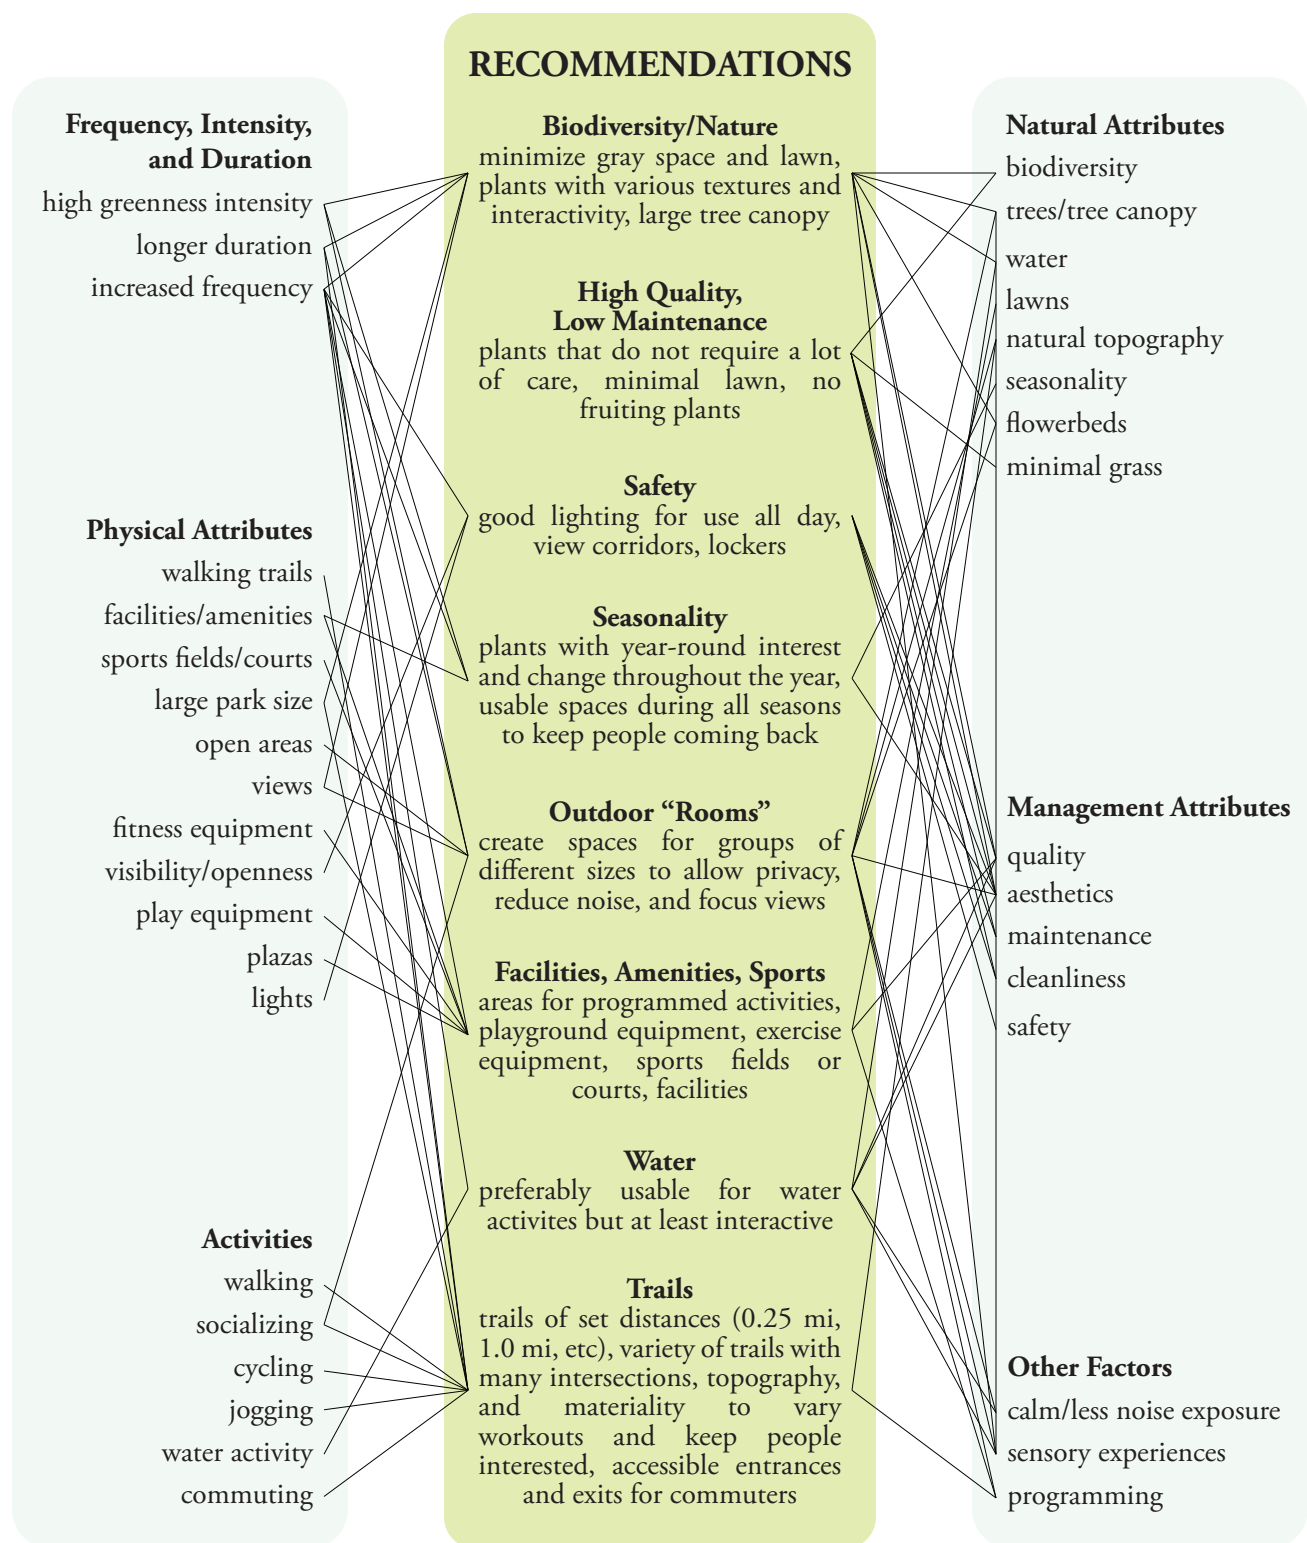 RECOMMENDATIONS
Frequency, Intensity,
and Duration
high greenness intensity
longer duration
increased frequency
Physical Attributes
walking trails
facilities/amenities
sports fields/courts
large park size
open areas
views
fitness equipment
visibility/openness
play equipment
plazas
lights
Activities
walking
socializing
cycling
jogging
water activity
commuting
Biodiversity/Nature
minimize gray space and lawn,
plants with various textures and
interactivity, large tree canopy
High Quality,
Low Maintenance
plants that do not require a lot
of care, minimal lawn, no
fruiting plants
Safety
good lighting for use all day,
view corridors, lockers
Seasonality
plants with year-round interest
and change throughout the year,
usable spaces during all seasons
to keep people coming back
Outdoor “Rooms”
create spaces for groups of
different sizes to allow privacy,
reduce noise, and focus views
Facilities, Amenities, Sports
areas for programmed activities,
playground equipment, exercise
equipment, sports fields or
courts, facilities
Water
preferably usable for water
activites but at least interactive
Trails
trails of set distances (0.25 mi,
1.0 mi, etc), variety of trails with
many intersections, topography,
and materiality to vary
workouts and keep people
interested, accessible entrances
and exits for commuters
Natural Attributes
biodiversity
trees/tree canopy
water
lawns
natural topography
seasonality
flowerbeds
minimal grass
Management Attributes
quality
aesthetics
maintenance
cleanliness
safety
Other Factors
calm/less noise exposure
sensory experiences
programming